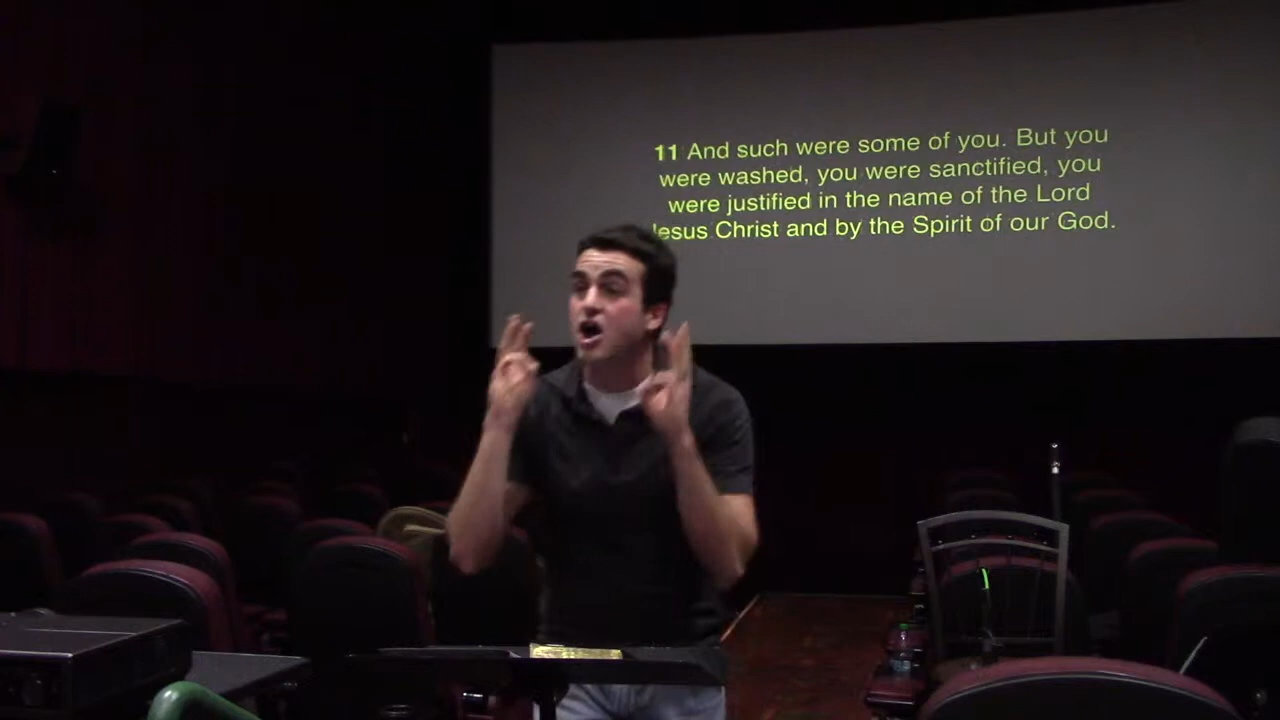 11 And such were some of you. But you
were washed, you were sanctified, you
were justified in the name of the Lord
Jesus Christ and by the Spirit of our God.